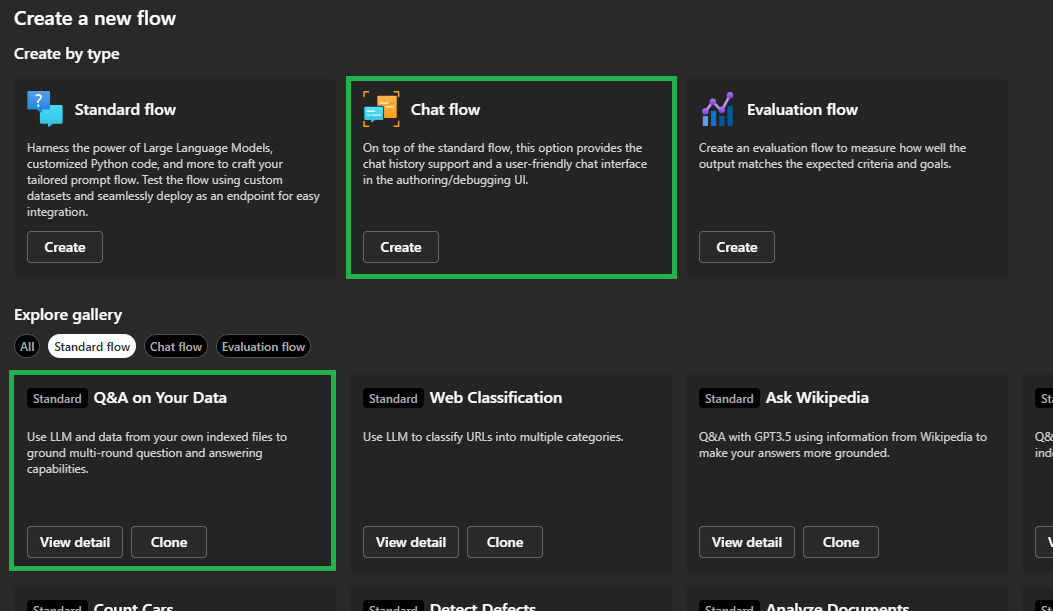 Create a new flow
Create by type
?
Standard flow
Harness the power of Large Language Models,
customized Python code, and more to craft your
tailored prompt flow. Test the flow using custom
datasets and seamlessly deploy as an endpoint for easy
integration.
Create
Chat flow
On top of the standard flow, this option provides the
chat history support and a user-friendly chat interface
in the authoring/debugging UI.
Create
Evaluation flow
Create an evaluation flow to measure how well the
output matches the expected criteria and goals.
Create
Explore gallery
All Standard flow Chat flow Evaluation flow
Standard Q&A on Your Data
Use LLM and data from your own indexed files to
ground multi-round question and answering
capabilities.
View detail Clone
Standard Web Classification
Use LLM to classify URLs into multiple categories.
View detail Clone
Standard Ask Wikipedia
Q&A with GPT3.5 using information from Wikipedia to
make your answers more grounded.
View detail Clone
Q&
Standard Count Cars
Standard Detect Defects
Standard Analyze Documents